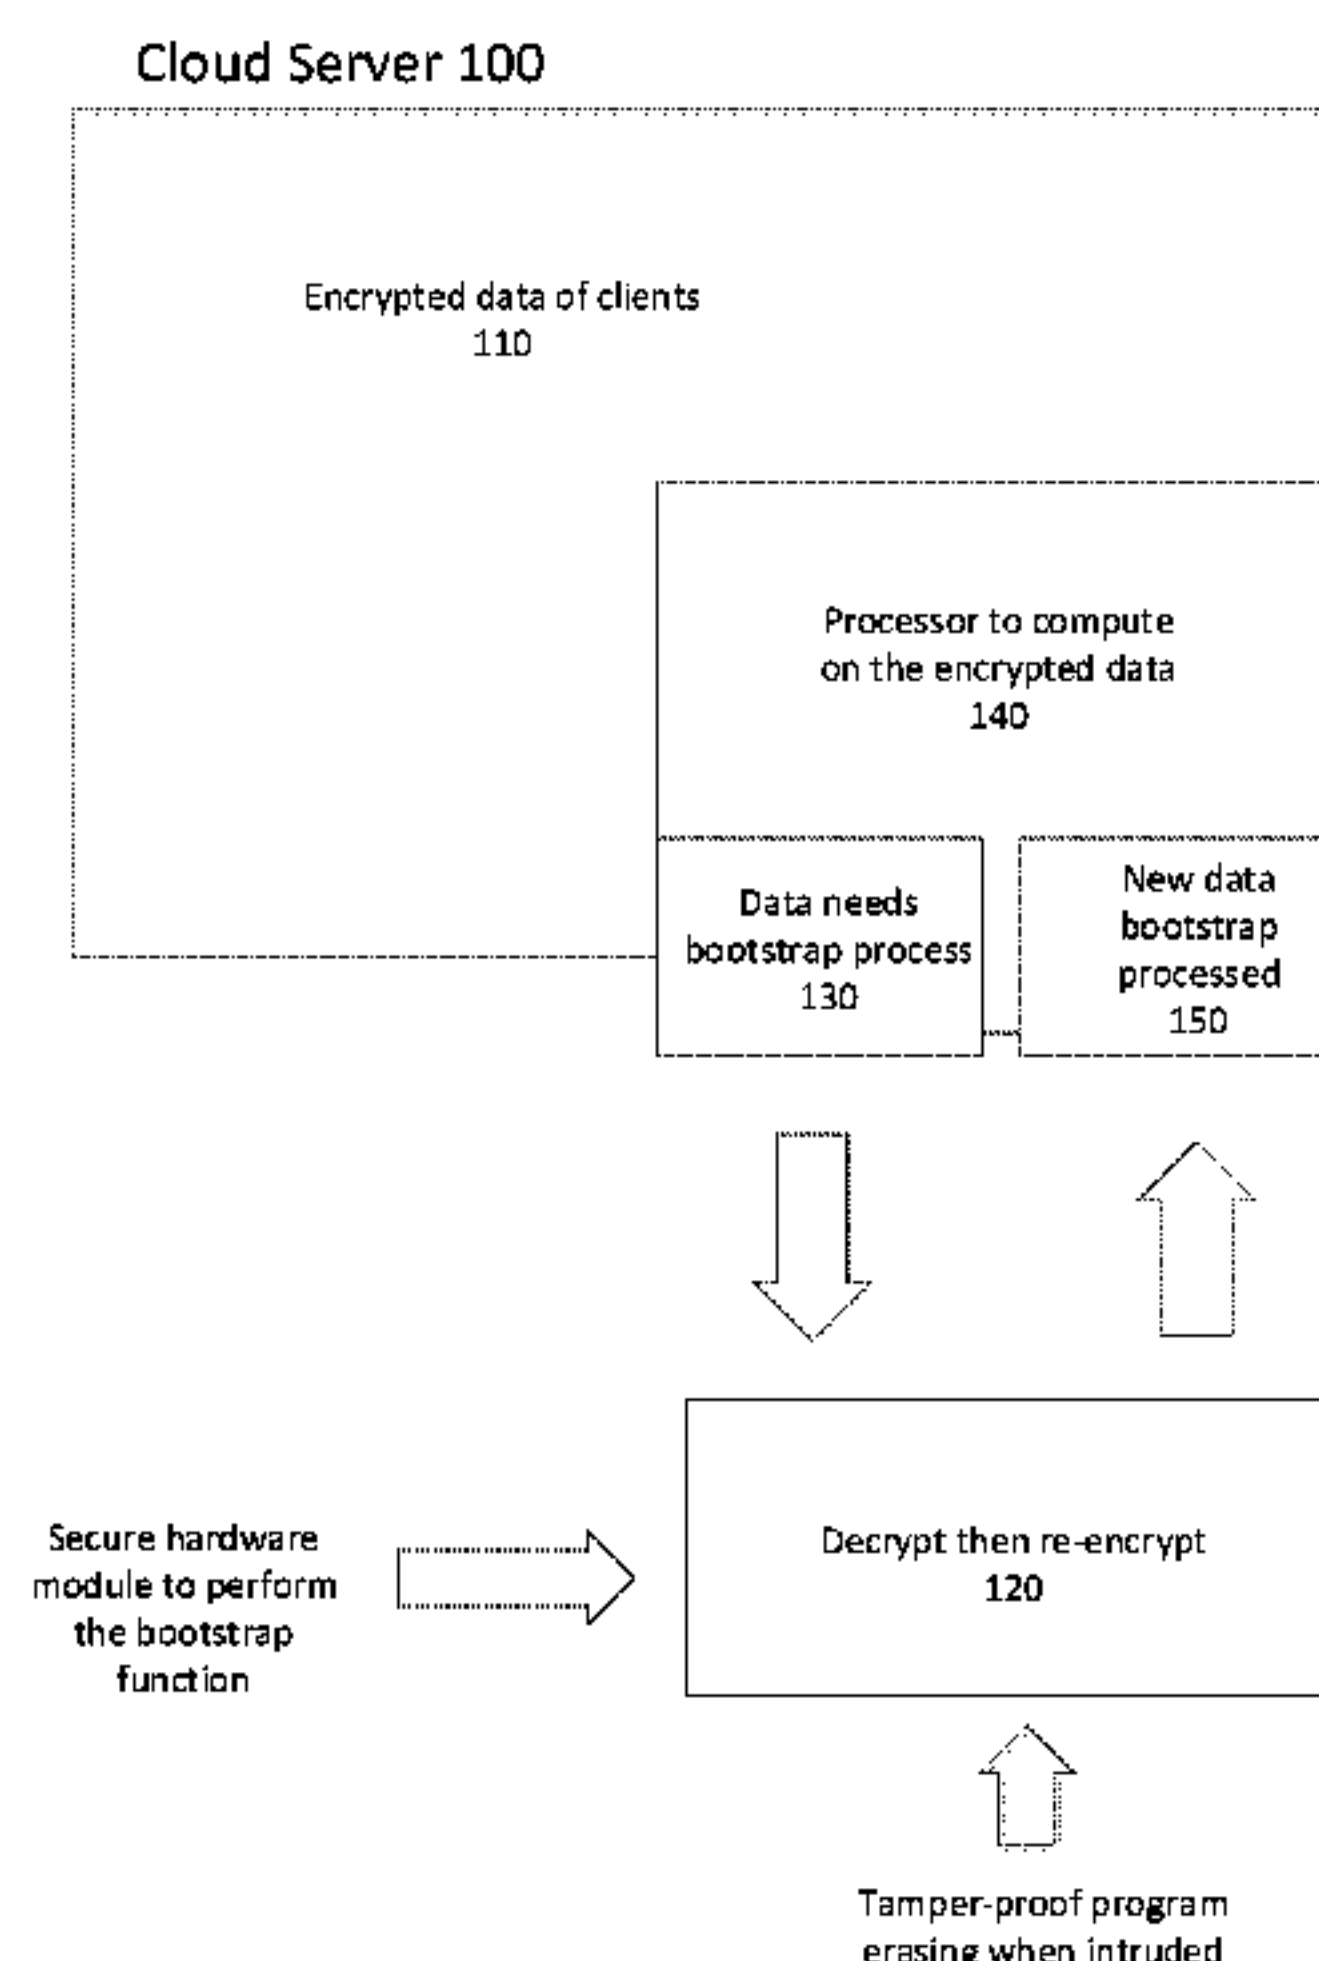 Cloud Server 100
Encrypted data of clients
110
Processor to compute
on the encrypted data
140
Data needs
bootstrap process
130
New data
bootstrap
processed
150
Decrypt then re-encrypt
120
Secure hardware
module to perform
the bootstrap
function
Tamper-proof program
erasing when intruded